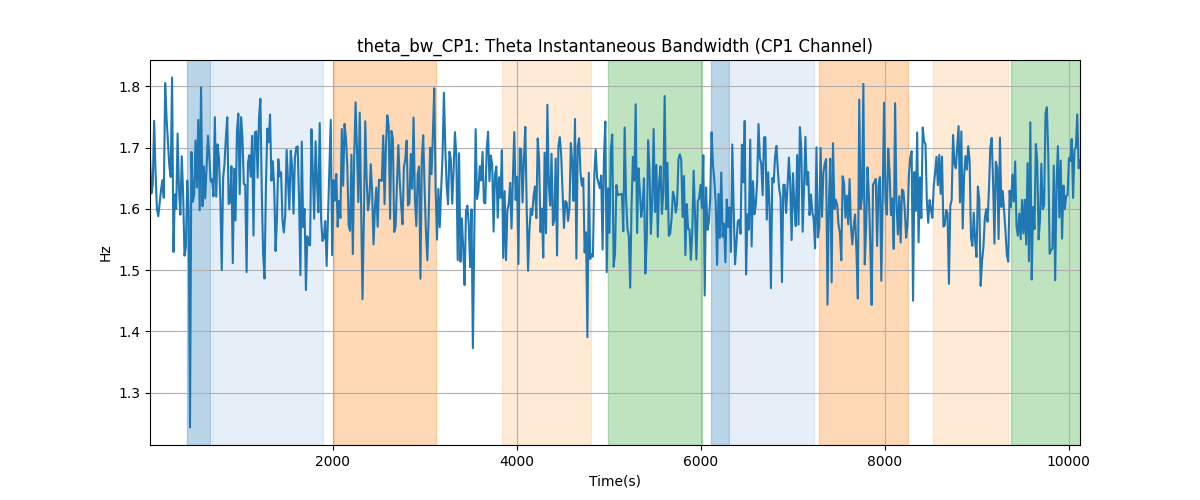 theta_bw_CP1: Theta Instantaneous Bandwidth (CP1 Channel)
1.8
1.7
1.6
1.5
1.4
1.3
Hz
2000 4000 6000 8000 10000
Time(s)